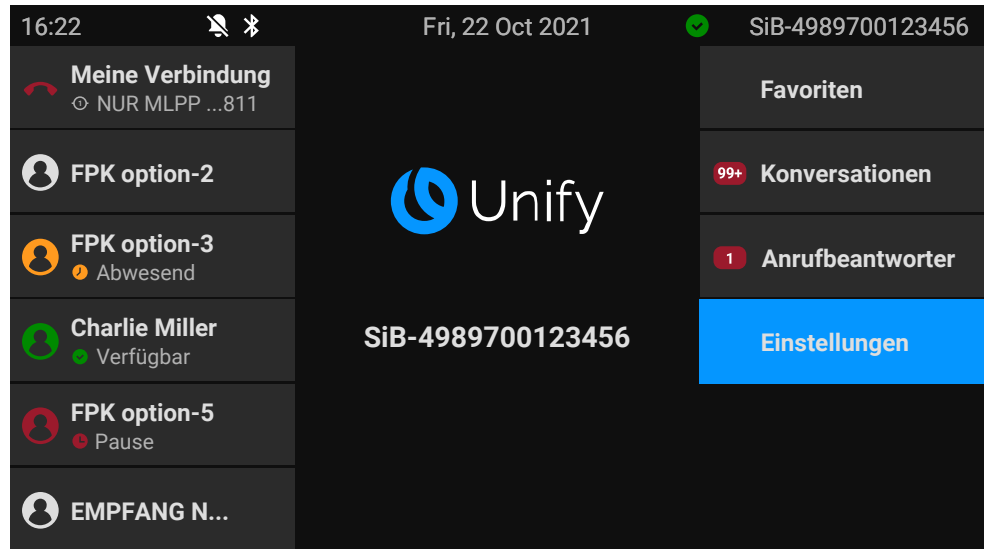 16:22
Fri, 22 Oct 2021
SiB-4989700123456
Meine Verbindung
NUR MLPP ...811
FPK option-2
FPK option-3
Abwesend
Charlie Miller
Verfügbar
FPK option-5
Pause
EMPFANG N...
Unify
SiB-4989700123456
Favoriten
99+ Konversationen
1 Anrufbeantworter
Einstellungen